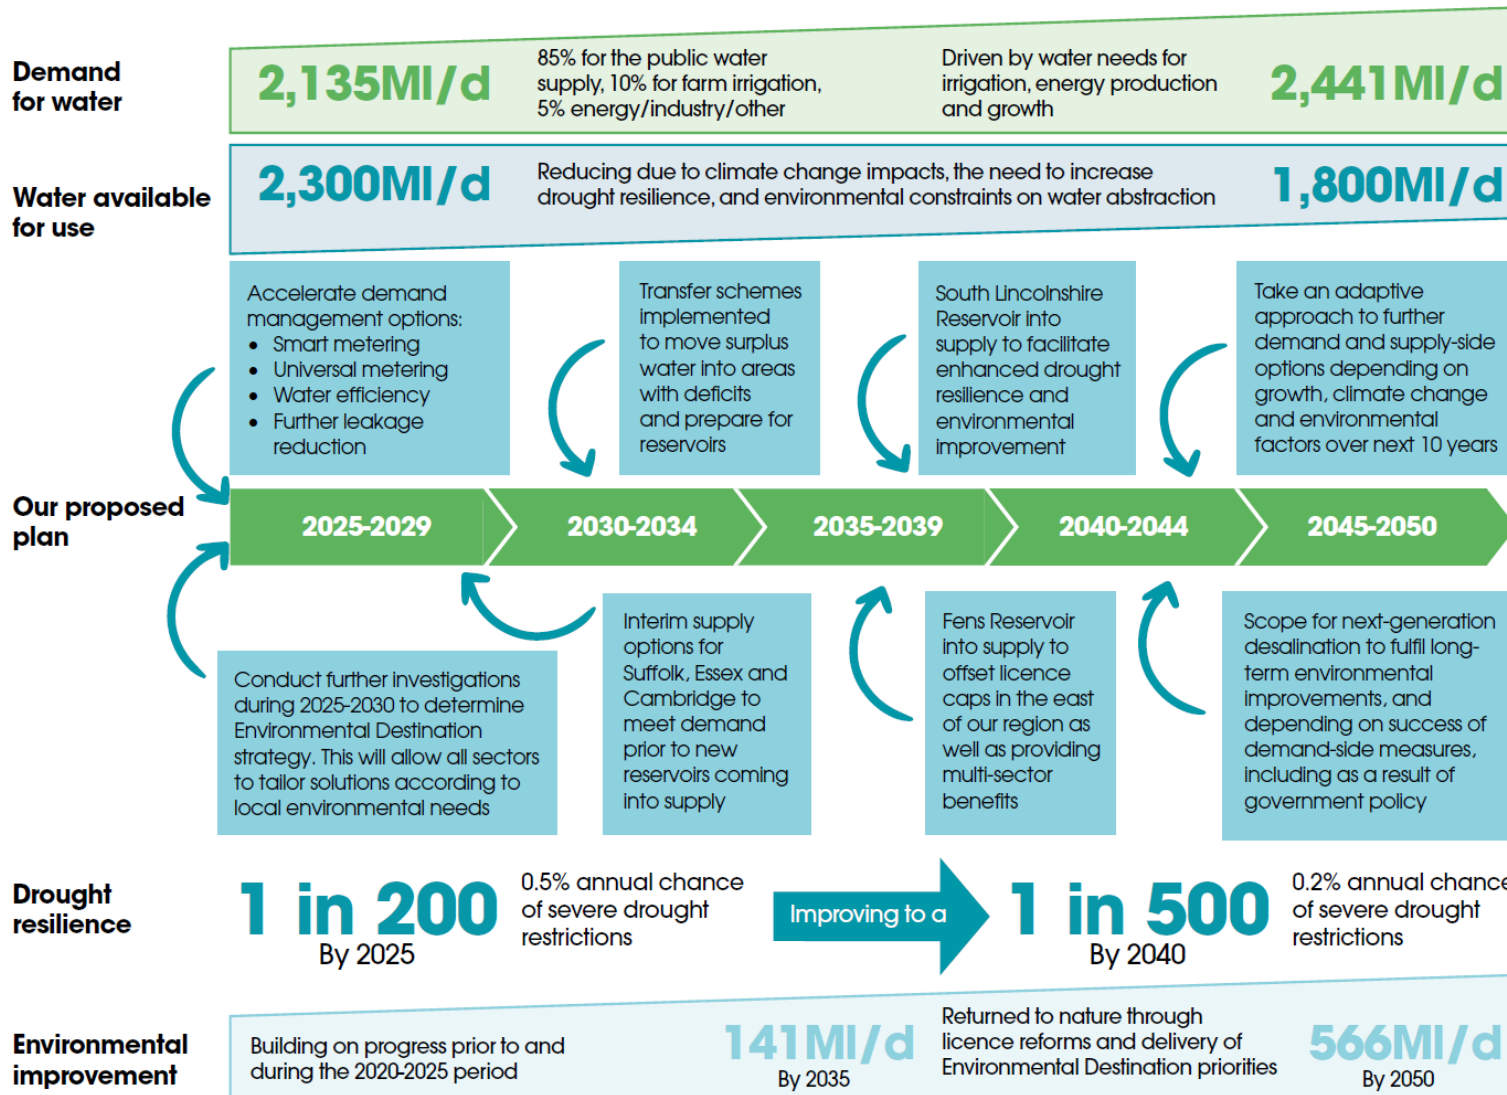 Demand
for water
2,135Ml/d
85% for the public water
supply, 10% for farm irrigation,
5% energy/industry/other
Driven by water needs for
irrigation, energy production
and growth
2,441Ml/d
Water available
for use
2,300Ml/d
Reducing due to climate change impacts, the need to increase
drought resilience, and environmental constraints on water abstraction
1,800Ml/d
Accelerate demand
management options:
• Smart metering
• Universal metering
• Water efficiency
• Further leakage
reduction
Transfer schemes
implemented
to move surplus
water into areas
with deficits
and prepare for
reservoirs
South Lincolnshire
Reservoir into
supply to facilitate
enhanced drought
resilience and
environmental
improvement
Take an adaptive
approach to further
demand and supply-side
options depending on
growth, climate change
and environmental
factors over next 10 years
Our proposed
plan
2025-2029
2030-2034
2035-2039
2040-2044
2045-2050
Conduct further investigations
during 2025-2030 to determine
Environmental Destination
strategy. This will allow all sectors
to tailor solutions according to
local environmental needs
Interim supply
options for
Suffolk, Essex and
Cambridge to
meet demand
prior to new
reservoirs coming
into supply
Fens Reservoir
into supply to
offset licence
caps in the east
of our region as
well as providing
multi-sector
benefits
Scope for next-generation
desalination to fulfil long-
term environmental
improvements, and
depending on success of
demand-side measures,
including as a result of
government policy
Drought
resilience
1 in 200
By 2025
0.5% annual chance
of severe drought
restrictions
Improving to a
1 in 500
By 2040
0.2% annual chance
of severe drought
restrictions
Environmental
improvement
Building on progress prior to and
during the 2020-2025 period
141Ml/d
By 2035
Returned to nature through
licence reforms and delivery of
Environmental Destination priorities
566Ml/d
By 2050